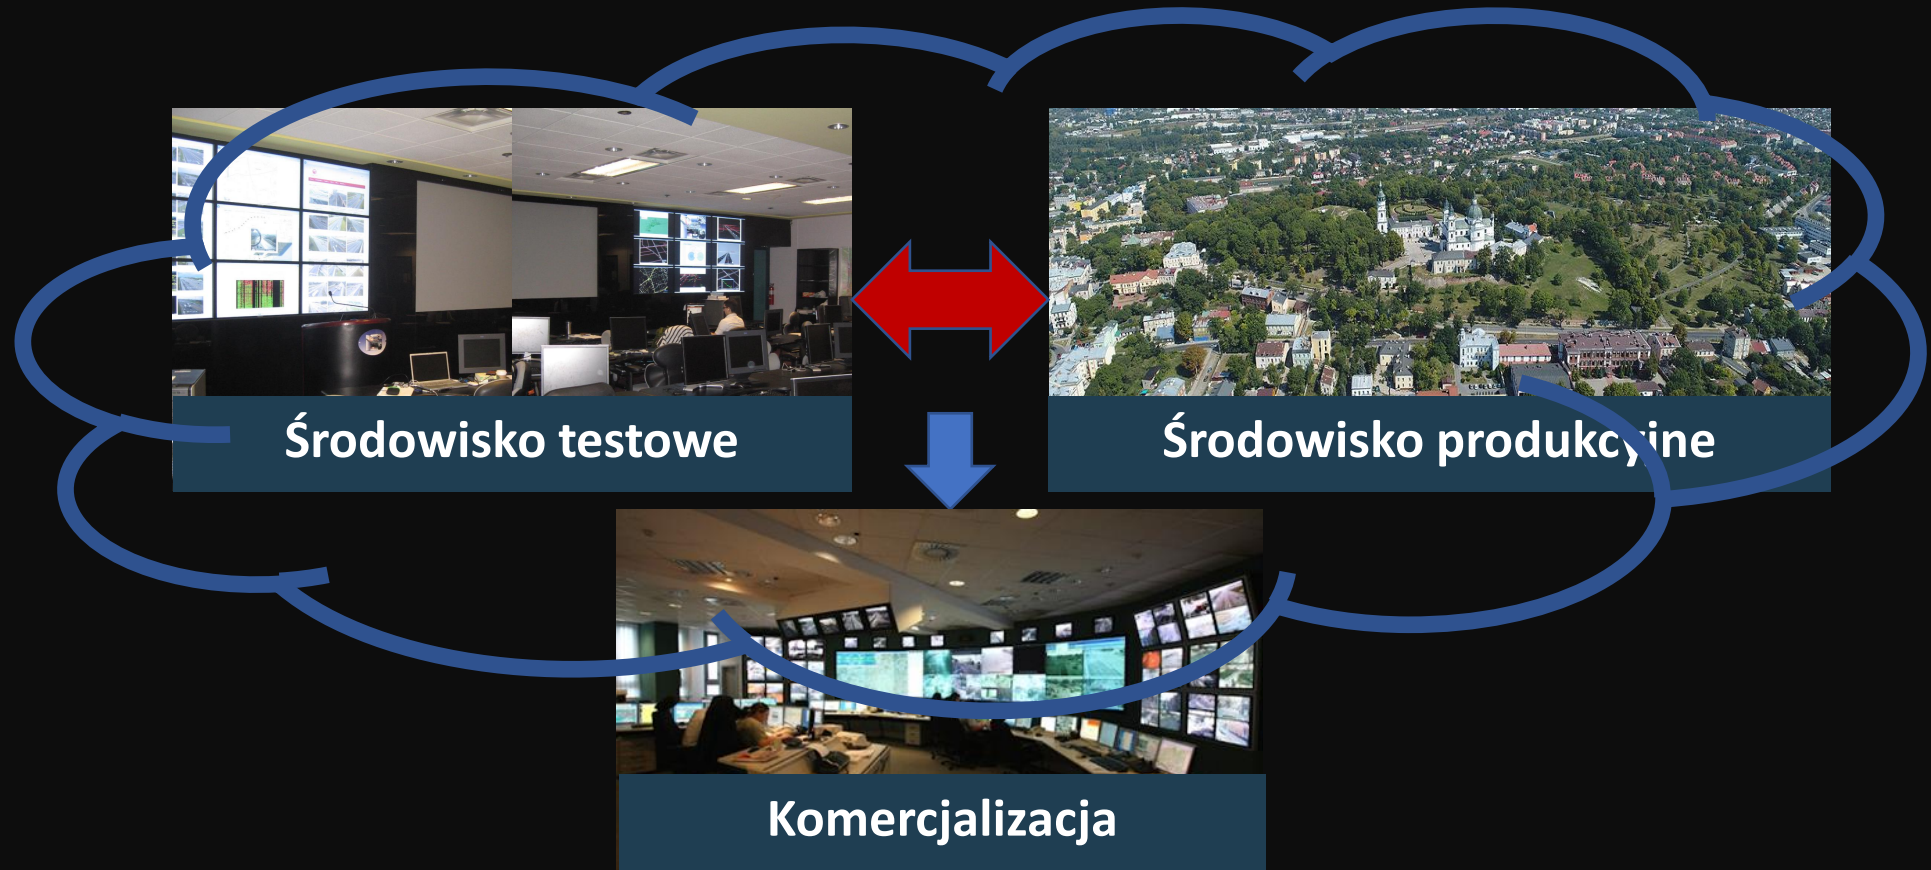 Środowisko testowe
Środowisko produkcyjne
Komercjalizacja